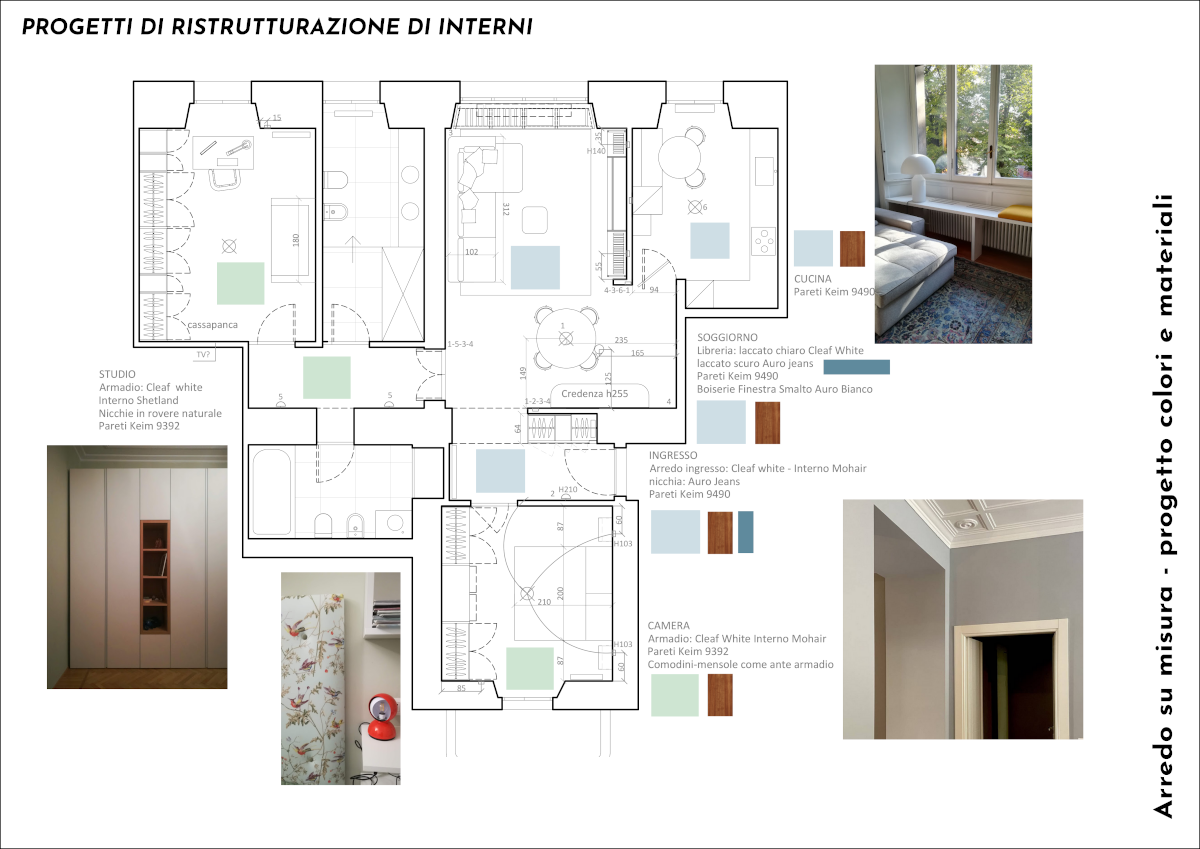 PROGETTI DI RISTRUTTURAZIONE DI INTERNI
15
35
H140
312
180
102
55
6
4-3-6-1
94
cassapanca
TV?
CUCINA
Pareti Keim 9490
1
235
165
1-5-3-4
149
125
Credenza h255
1-2-3-4
4
5
5
64
SOGGIORNO
Libreria: laccato chiaro Cleaf White
laccato scuro Auro jeans
Pareti Keim 9490
Boiserie Finestra Smalto Auro Bianco
STUDIO
Armadio: Cleaf white
Interno Shetland
Nicchie in rovere naturale
Pareti Keim 9392
INGRESSO
Arredo ingresso: Cleaf white - Interno Mohair
nicchia: Auro Jeans
Pareti Keim 9490
2
H210
87
60
H103
210
200
H103
87
60
85
CAMERA
Armadio: Cleaf White Interno Mohair
Pareti Keim 9392
Comodini-mensole come ante armadio
Arredo su misura - progetto colori e materiali